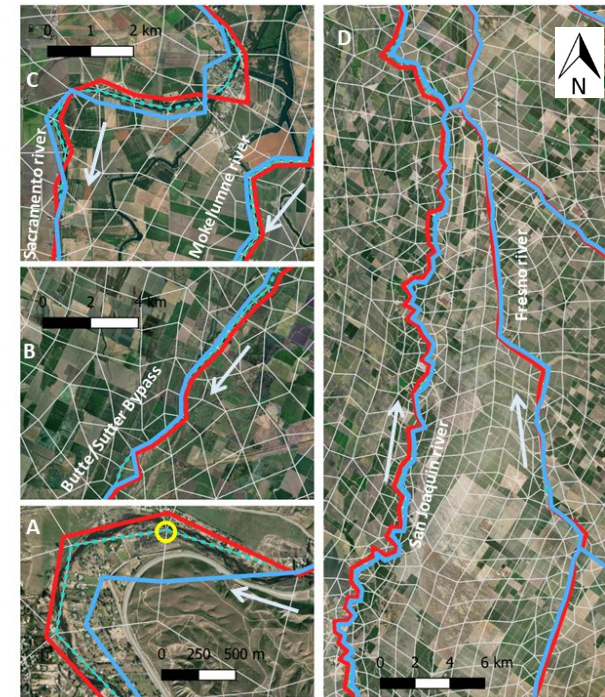 0 1 2 km
C
Sacramento river
Mokelumne river
0 2 4 km
B
Butte/Sutter Bypass
A
0 250 500 m
D
N
Fresno river
San Joaquin river
0 2 4 6 km